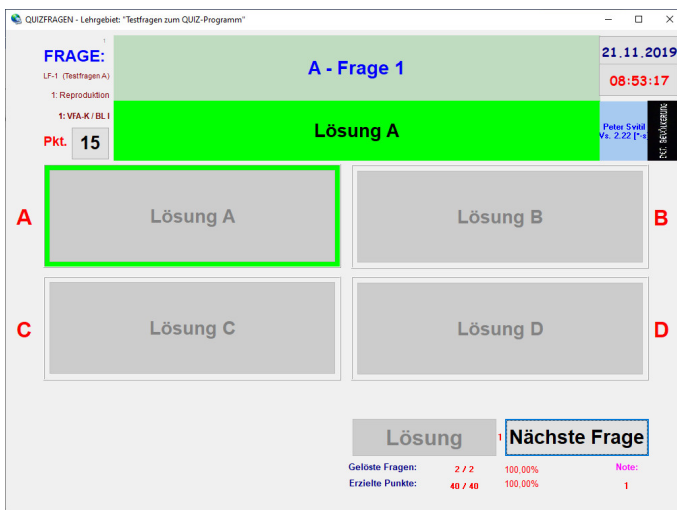 QUIZFRAGEN - Lehrgebiet: "Testfragen zum QUIZ-Programm"
1
FRAGE:
LF-1 (Testfragen A)
1: Reproduktion
1: VFA-K / BL I
Pkt. 15
A - Frage 1
21.11.2019
08:53:17
Lösung A
Peter Svitil
Vs. 2.22 [*-s
A
Lösung A
Lösung B
B
C
Lösung C
Lösung D
D
Lösung
1
Nächste Frage
Gelöste Fragen: 2 / 2 100,00% Note:
Erzielte Punkte: 40 / 40 100,00% 1